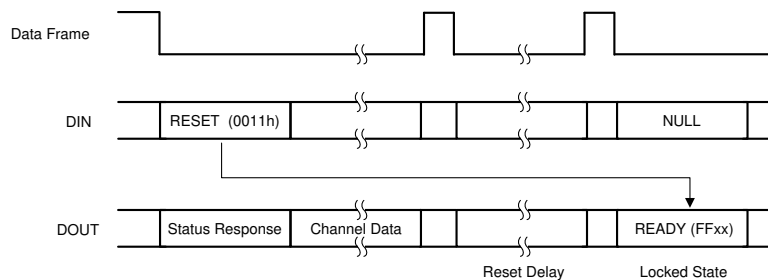 Data Frame
DIN
RESET (0011h)
NULL
DOUT
Status Response
Channel Data
READY (FFxx)
Reset Delay
Locked State